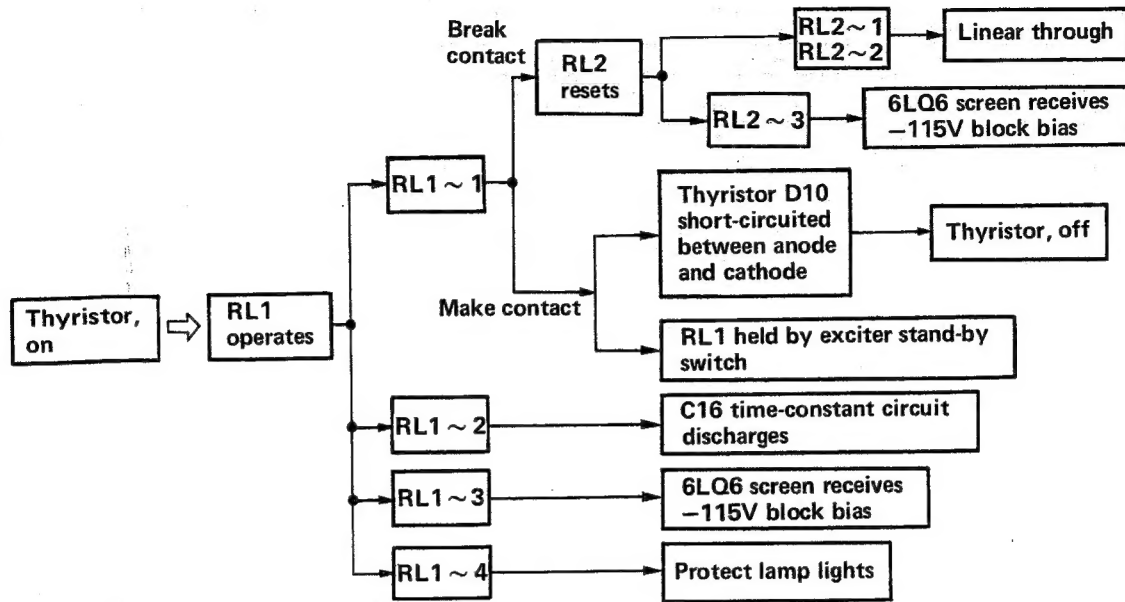 Break
contact
RL2
resets
RL2~1
RL2~2
Linear through
RL2~3
6LQ6 screen receives
−115V block bias
RL1~1
Thyristor D10
short-circuited
between anode
and cathode
Thyristor, off
Make contact
RL1 held by exciter stand-by
switch
Thyristor,
on
RL1
operates
RL1~2
C16 time-constant circuit
discharges
RL1~3
6LQ6 screen receives
−115V block bias
RL1~4
Protect lamp lights